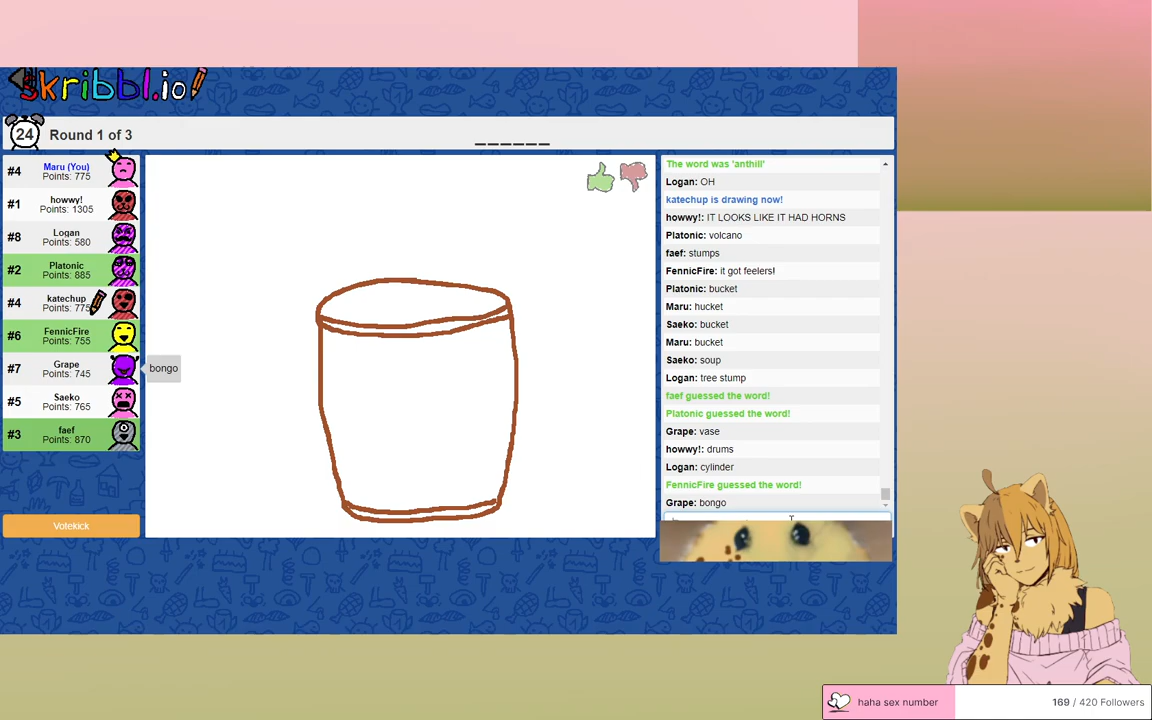 skribbl.io!
24
Round 1 of 3
______
#4
Maru (You)
Points: 775
#1
howwy!
Points: 1305
#8
Logan
Points: 580
#2
Platonic
Points: 885
#4
katechup
Points: 775
#6
FennicFire
Points: 755
#7
Grape
Points: 745
bongo
#5
Saeko
Points: 765
#3
faef
Points: 870
Votekick
The word was 'anthill'
Logan: OH
katechup is drawing now!
howwy!: IT LOOKS LIKE IT HAD HORNS
Platonic: volcano
faef: stumps
FennicFire: it got feelers!
Platonic: bucket
Maru: hucket
Saeko: bucket
Maru: bucket
Saeko: soup
Logan: tree stump
faef guessed the word!
Platonic guessed the word!
Grape: vase
howwy!: drums
Logan: cylinder
FennicFire guessed the word!
Grape: bongo
haha sex number
169 / 420 Followers